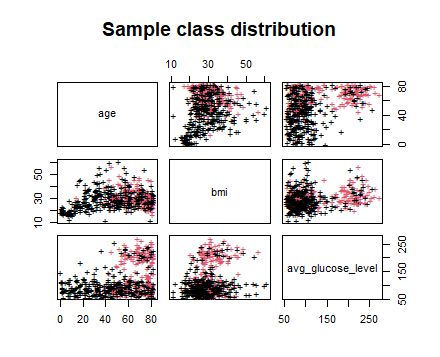 Sample class distribution
10 30 50
age
0 40 80
10 30 50
bmi
50 150 250
avg_glucose_level
0 20 40 60 80
50 150 250